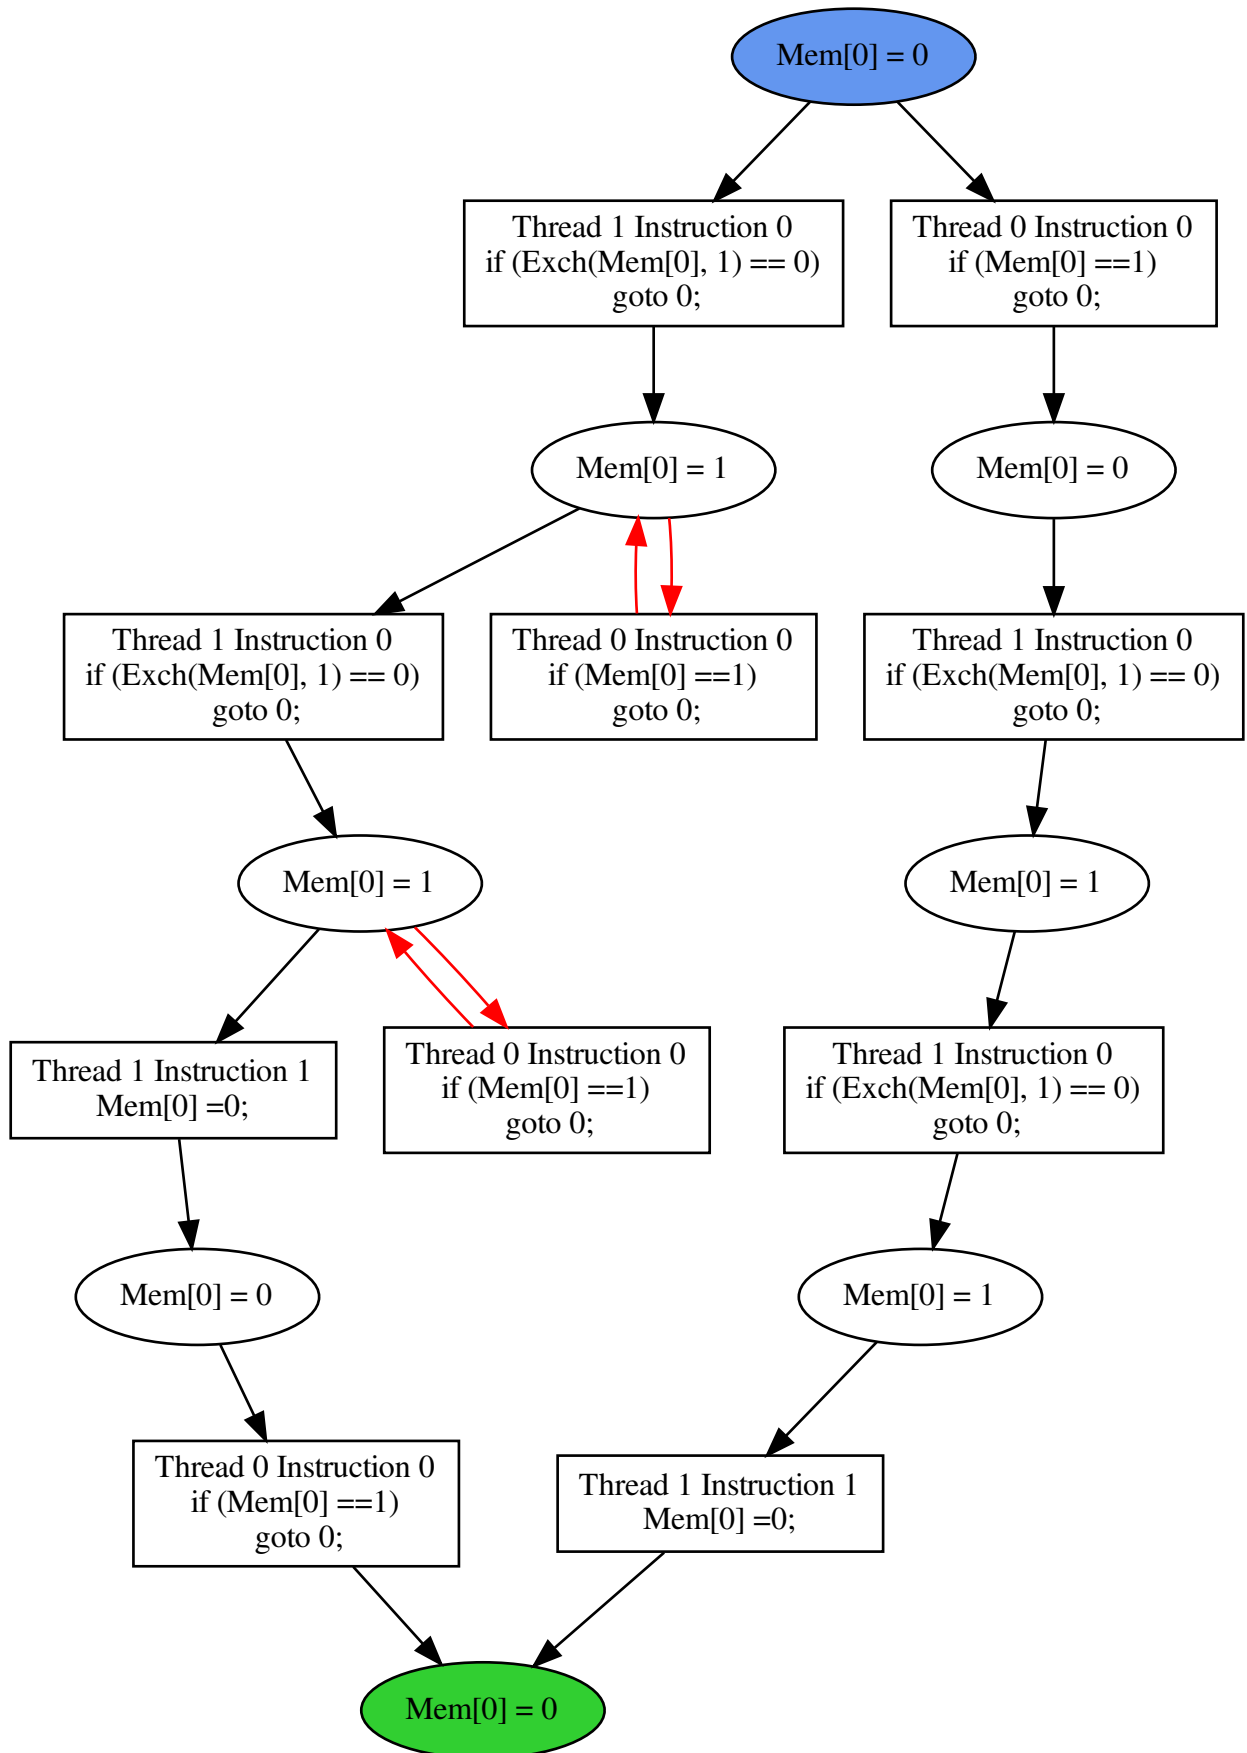 Mem[0] = 0
Thread 1 Instruction 0
if (Exch(Mem[0], 1) == 0)
goto 0;
Thread 0 Instruction 0
if (Mem[0] ==1)
goto 0;
Mem[0] = 1
Mem[0] = 0
Thread 1 Instruction 0
if (Exch(Mem[0], 1) == 0)
goto 0;
Thread 0 Instruction 0
if (Mem[0] ==1)
goto 0;
Thread 1 Instruction 0
if (Exch(Mem[0], 1) == 0)
goto 0;
Mem[0] = 1
Mem[0] = 1
Thread 1 Instruction 1
Mem[0] =0;
Thread 0 Instruction 0
if (Mem[0] ==1)
goto 0;
Thread 1 Instruction 0
if (Exch(Mem[0], 1) == 0)
goto 0;
Mem[0] = 0
Mem[0] = 1
Thread 0 Instruction 0
if (Mem[0] ==1)
goto 0;
Thread 1 Instruction 1
Mem[0] =0;
Mem[0] = 0